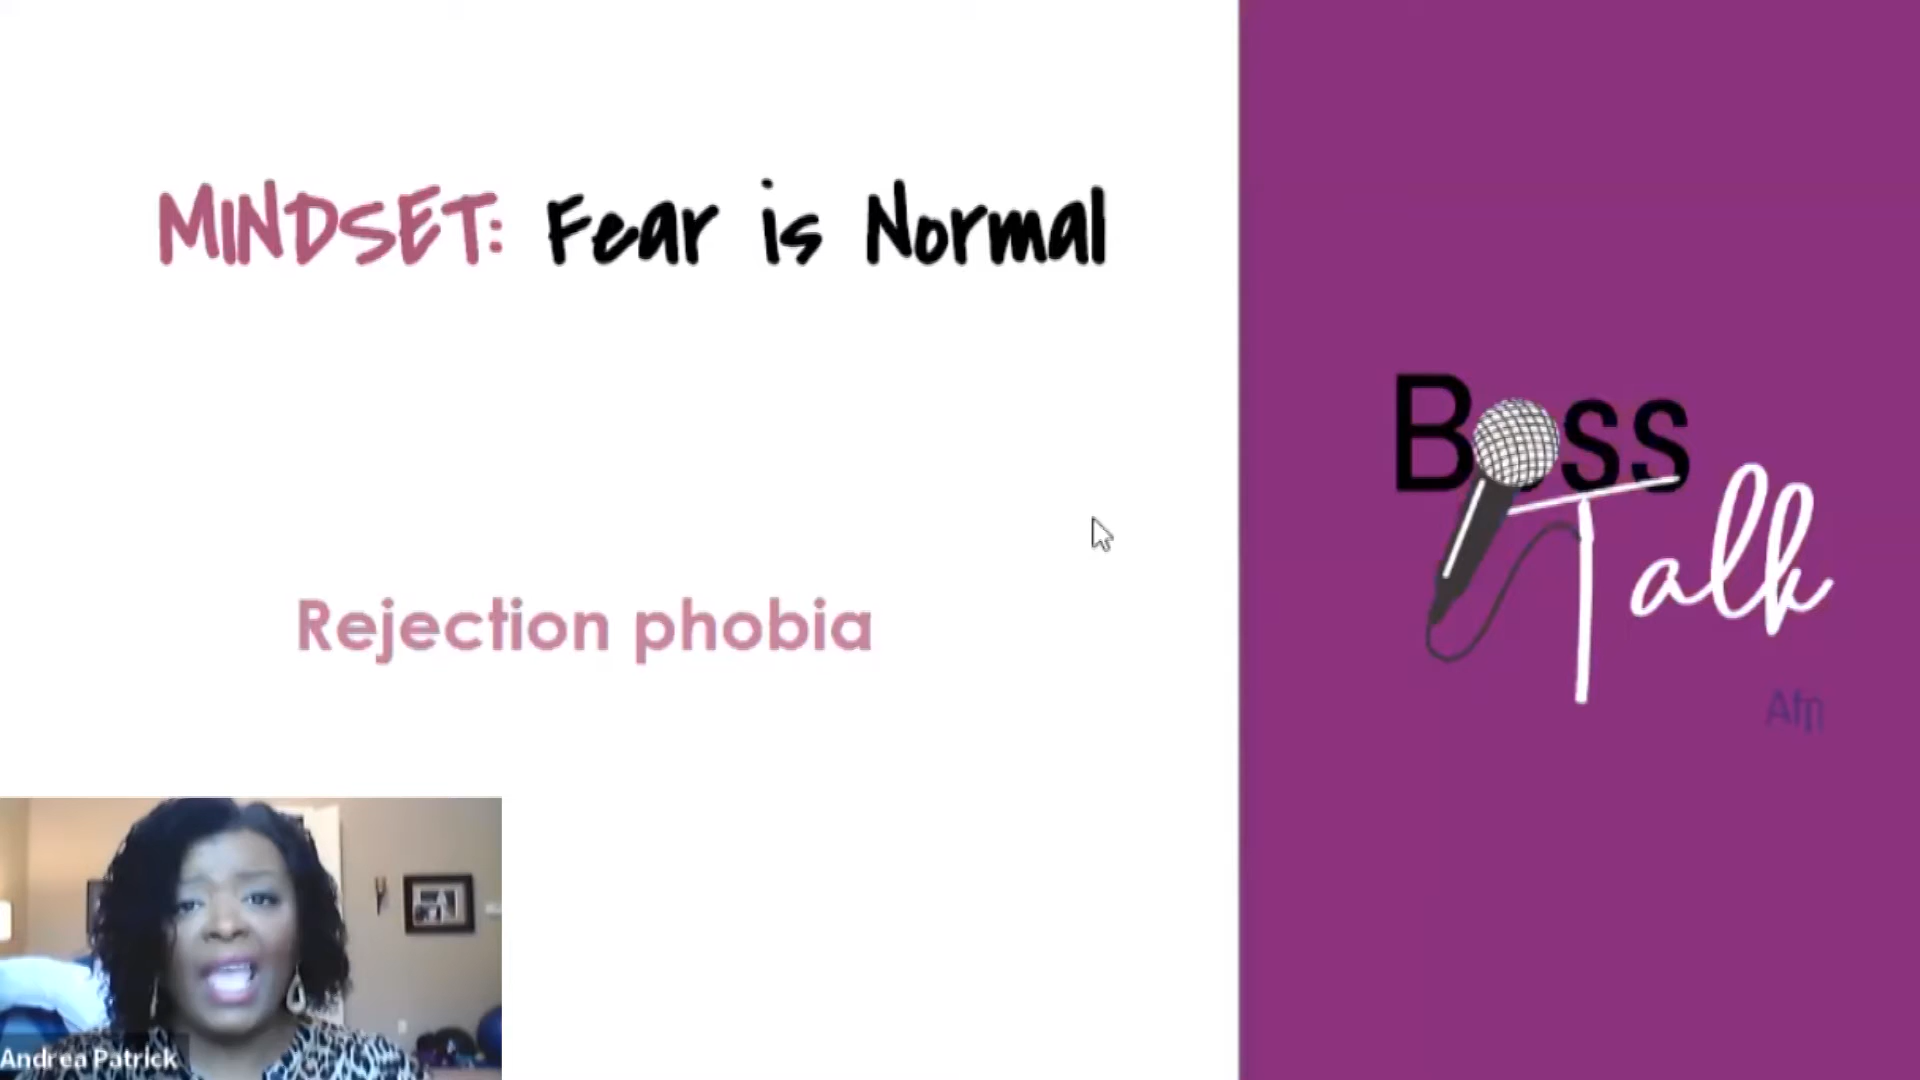 MINDSET: Fear is Normal
Boss
Talk
Rejection phobia
Andrea Patrick